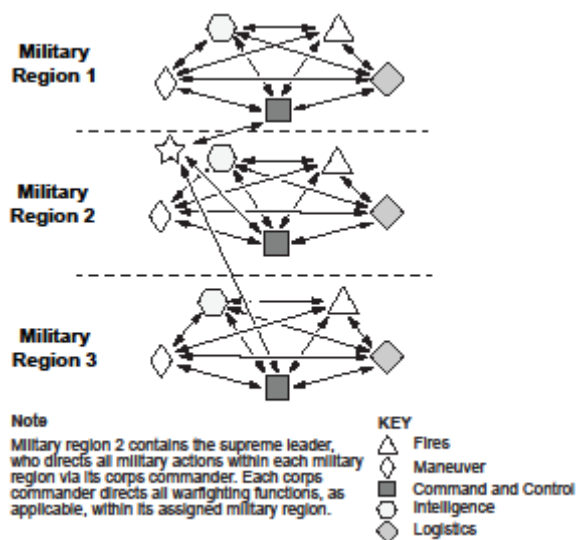 Military
Region 1
Military
Region 2
Military
Region 3
Note
Military region 2 contains the supreme leader,
who directs all military actions within each military
region via its corps commander. Each corps
commander directs all warfighting functions, as
applicable, within its assigned military region.
KEY
Fires
Maneuver
Command and Control
Intelligence
Logistics